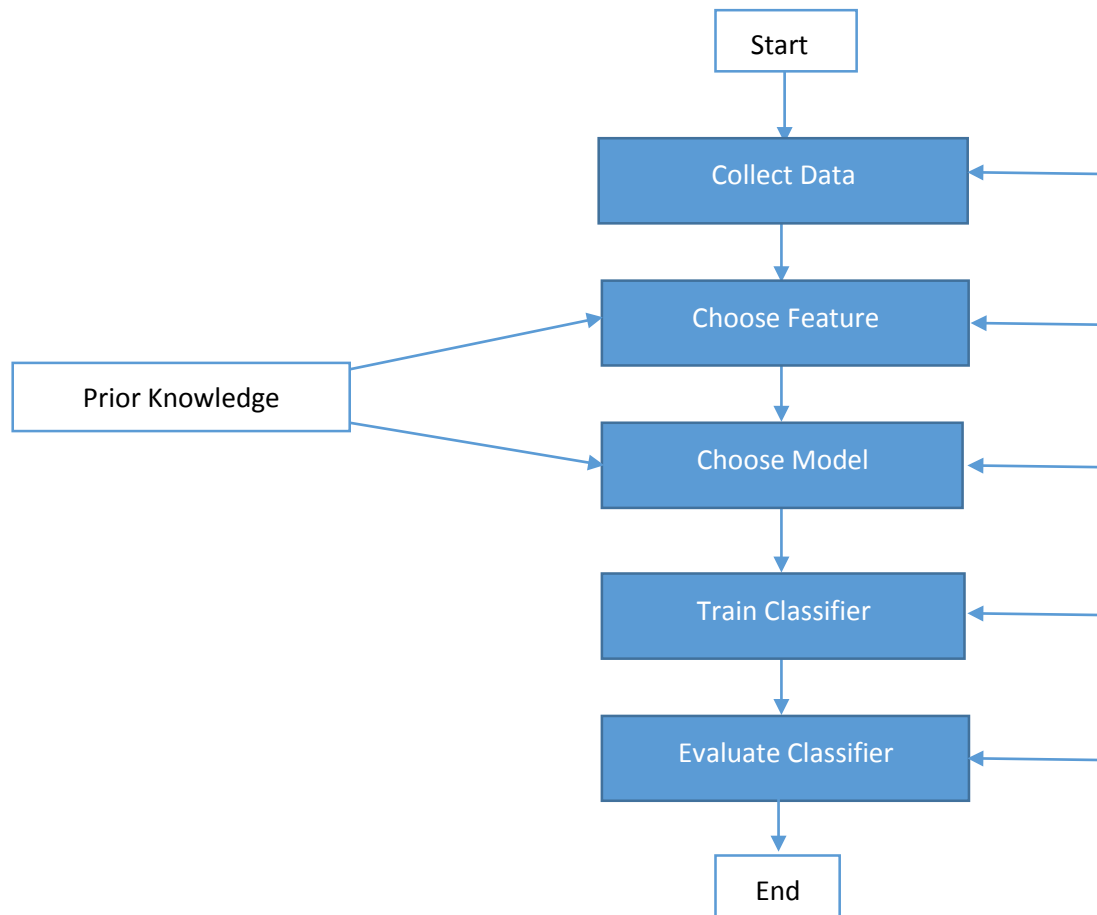 Start
Collect Data
Choose Feature
Prior Knowledge
Choose Model
Train Classifier
Evaluate Classifier
End